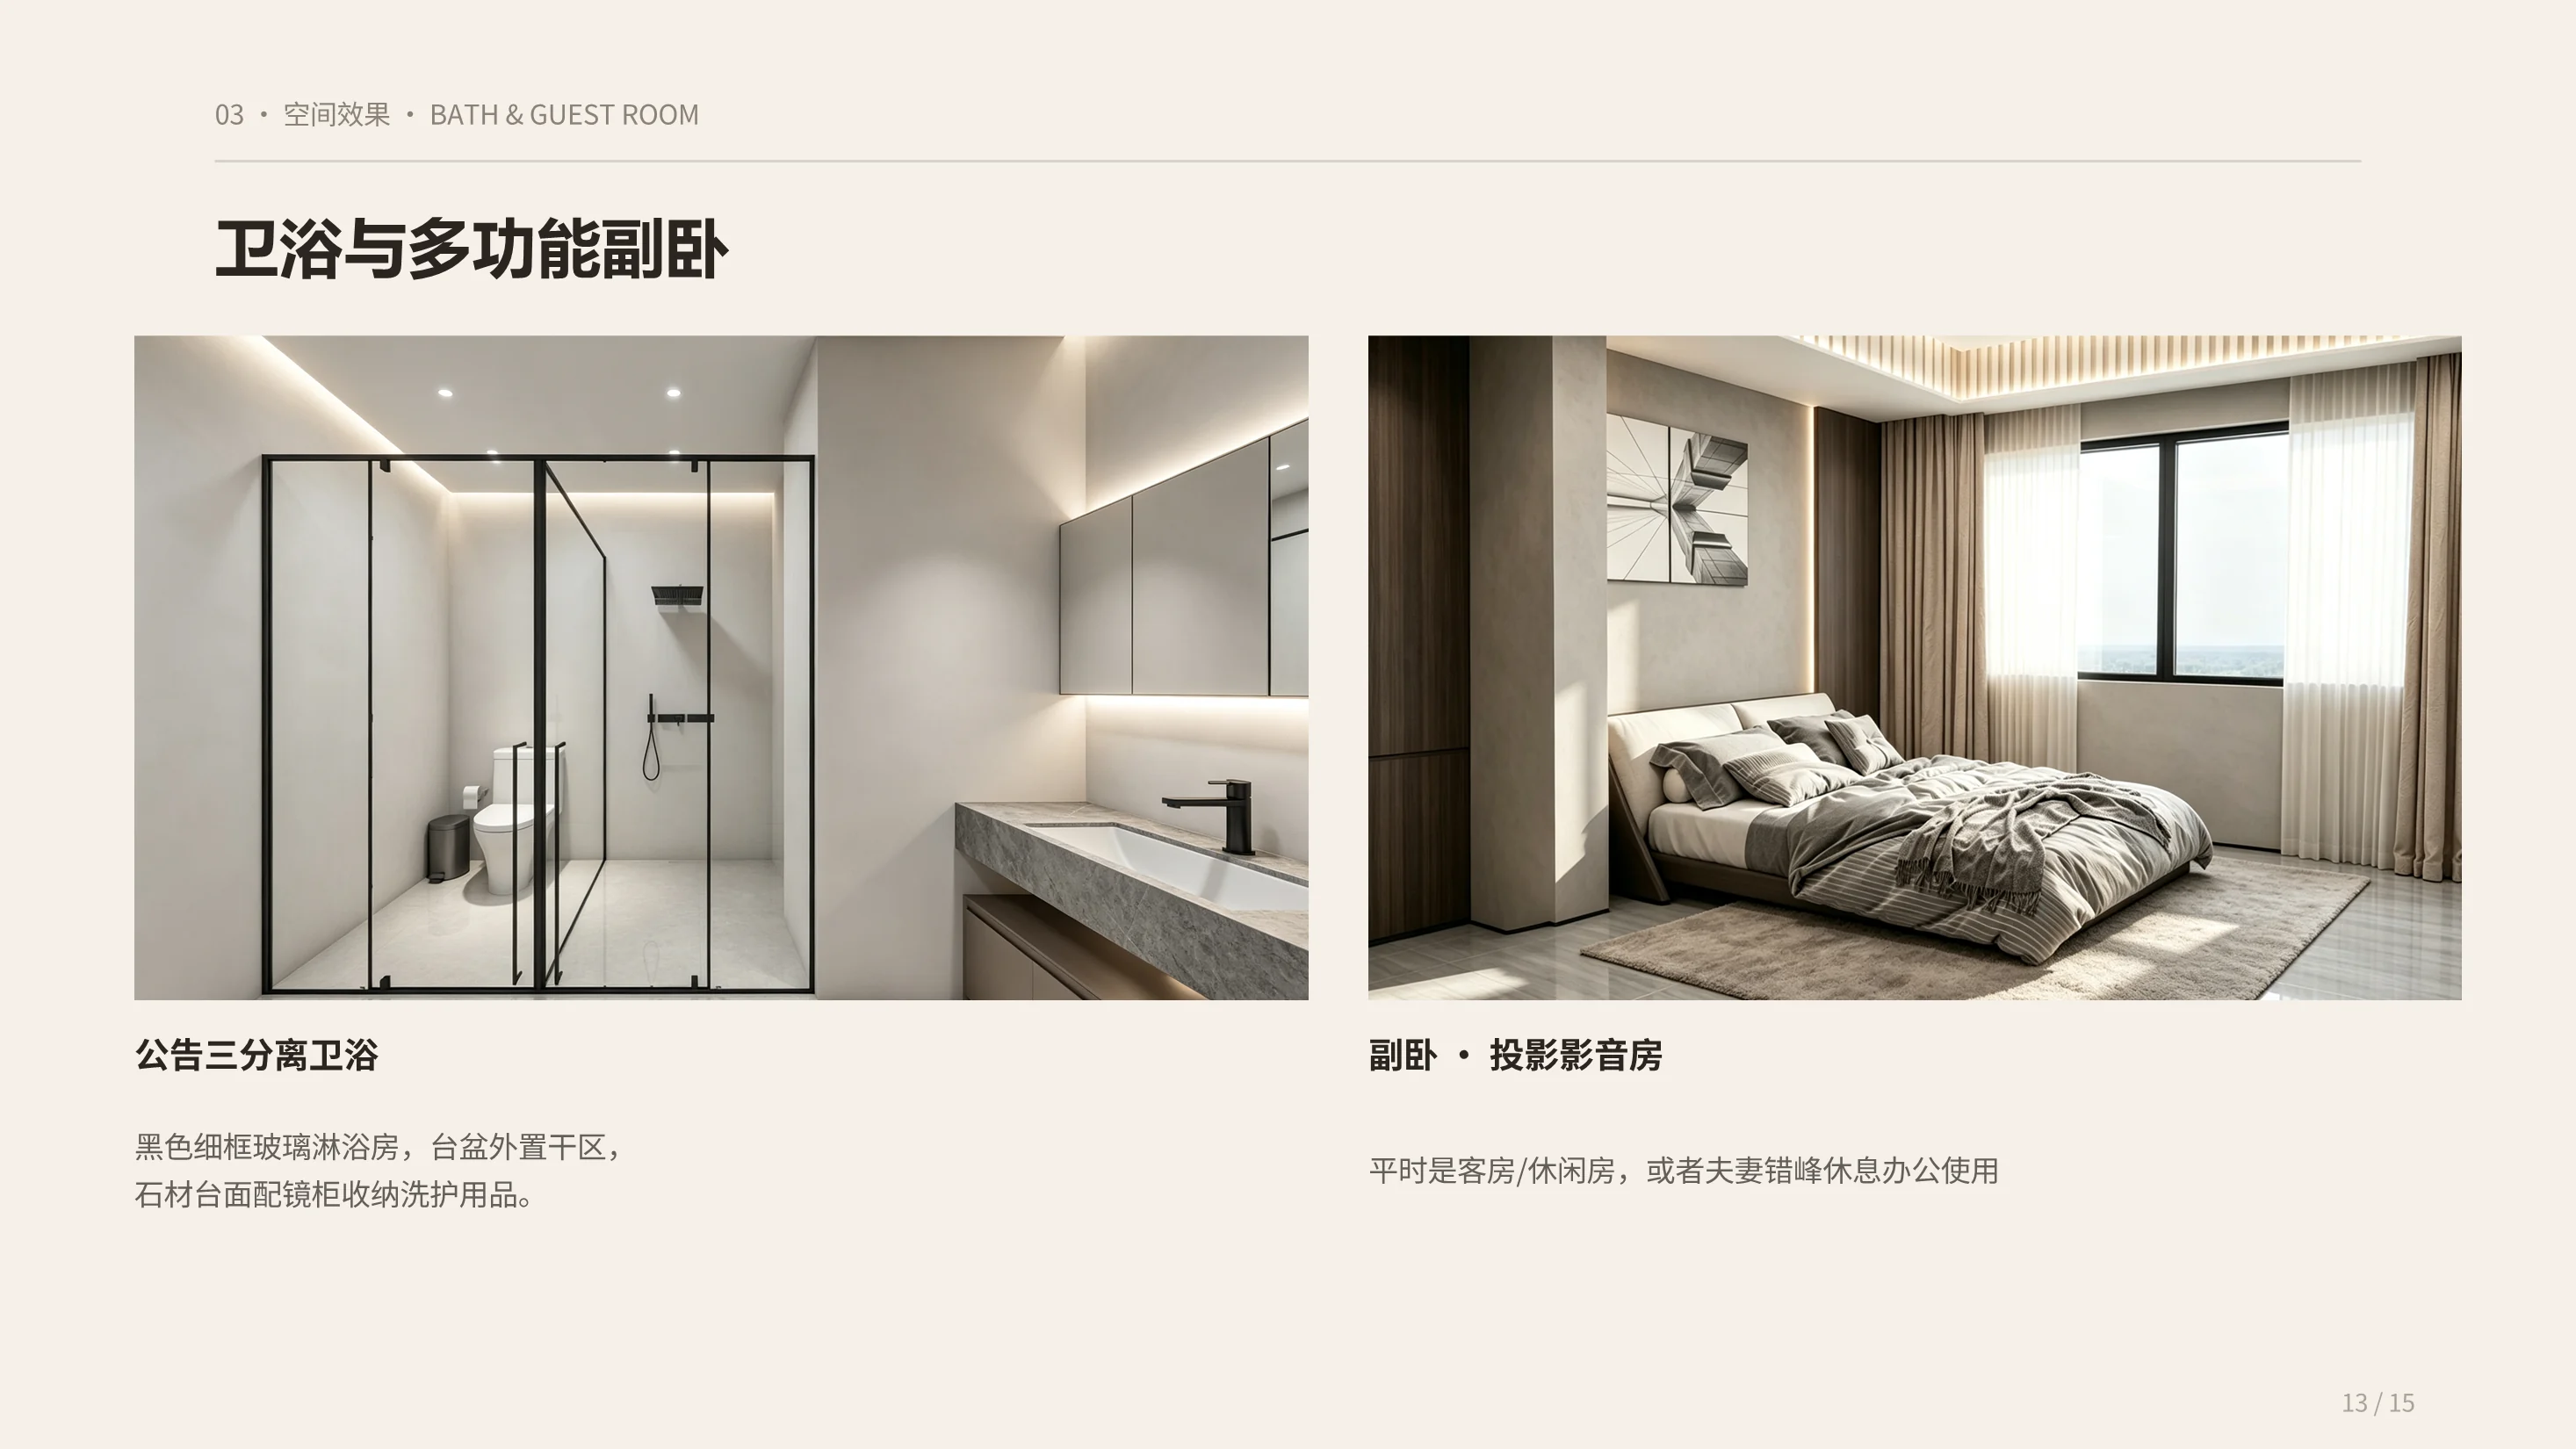 03 · 空间效果 · BATH & GUEST ROOM
卫浴与多功能副卧
公告三分离卫浴
黑色细框玻璃淋浴房，台盆外置干区，
石材台面配镜柜收纳洗护用品。
副卧 · 投影影音房
平时是客房/休闲房，或者夫妻错峰休息办公使用
13 / 15